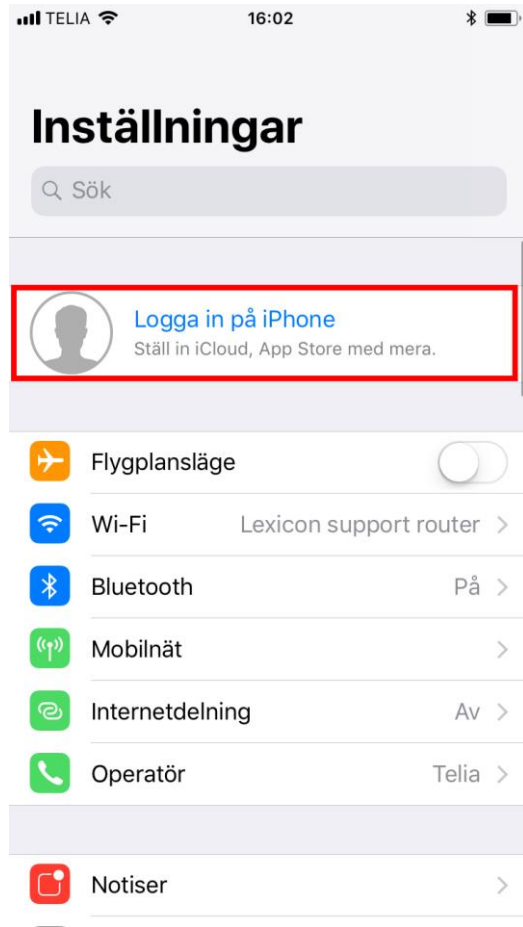 TELIA 16:02
Inställningar
Sök
Logga in på iPhone
Ställ in iCloud, App Store med mera.
Flygplansläge
Wi-Fi Lexicon support router
Bluetooth På
Mobilnät
Internetdelning Av
Operatör Telia
Notiser